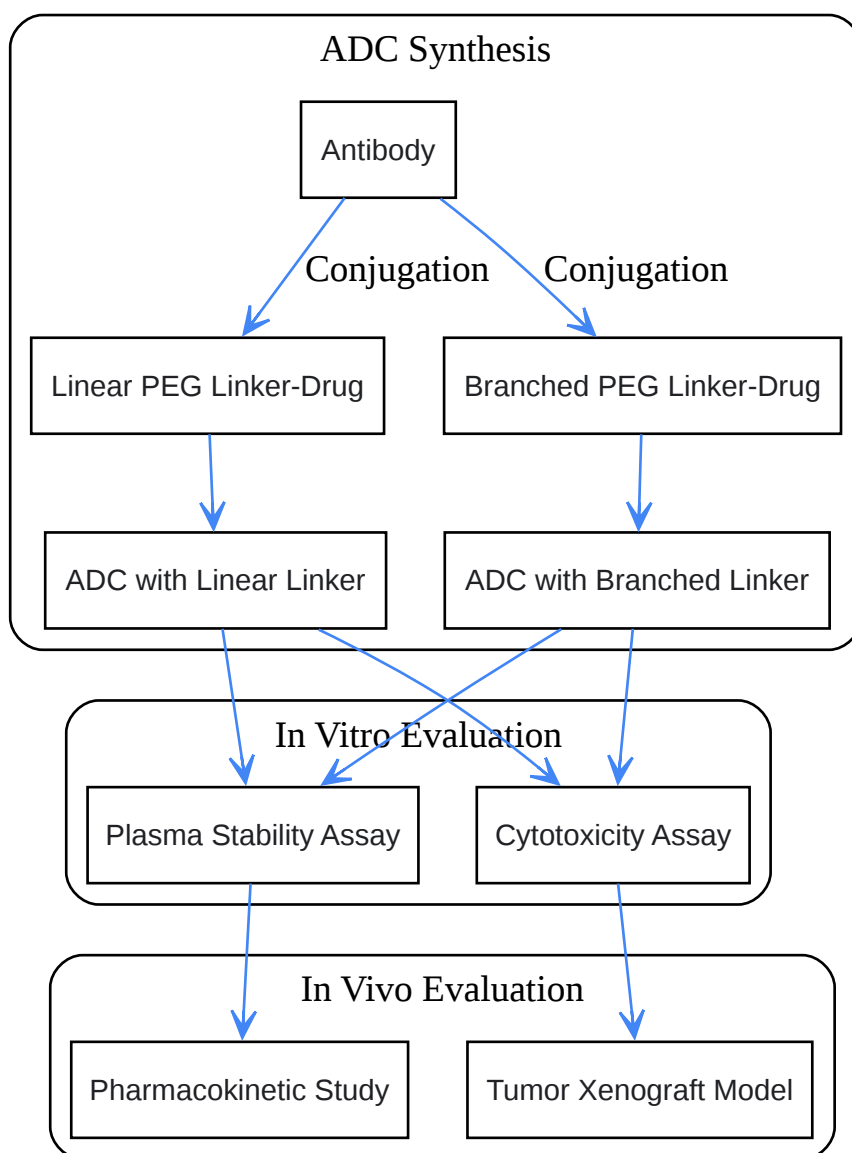 ADC Synthesis
Antibody
Conjugation
Conjugation
Linear PEG Linker-Drug
Branched PEG Linker-Drug
ADC with Linear Linker
ADC with Branched Linker
In Vitro Evaluation
Plasma Stability Assay
Cytotoxicity Assay
In Vivo Evaluation
Pharmacokinetic Study
Tumor Xenograft Model